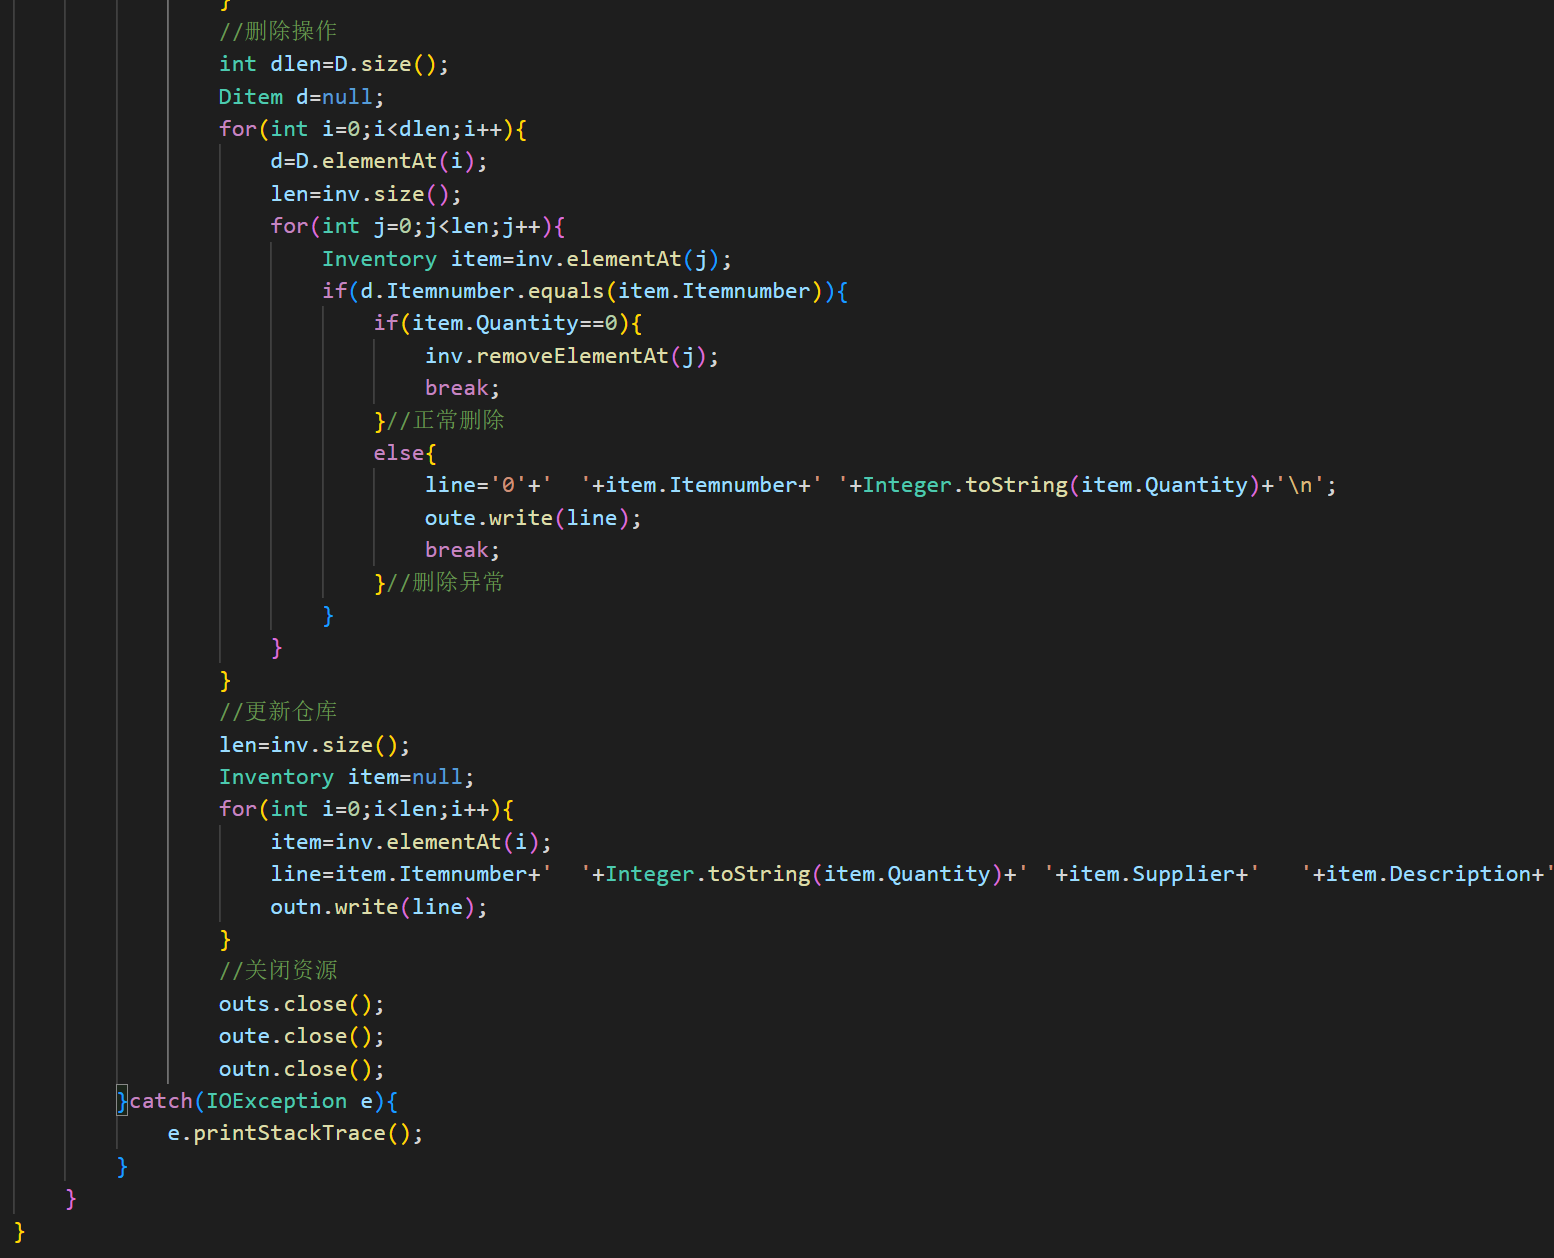 }
//删除操作
int dlen=D.size();
Ditem d=null;
for(int i=0;i<dlen;i++){
d=D.elementAt(i);
len=inv.size();
for(int j=0;j<len;j++){
Inventory item=inv.elementAt(j);
if(d.Itemnumber.equals(item.Itemnumber)){
if(item.Quantity==0){
inv.removeElementAt(j);
break;
}//正常删除
else{
line='0'+'  '+item.Itemnumber+' '+Integer.toString(item.Quantity)+'\n';
oute.write(line);
break;
}//删除异常
}
}
}
//更新仓库
len=inv.size();
Inventory item=null;
for(int i=0;i<len;i++){
item=inv.elementAt(i);
line=item.Itemnumber+'  '+Integer.toString(item.Quantity)+' '+item.Supplier+'   '+item.Description+'
outn.write(line);
}
//关闭资源
outs.close();
oute.close();
outn.close();
}catch(IOException e){
e.printStackTrace();
}
}
}